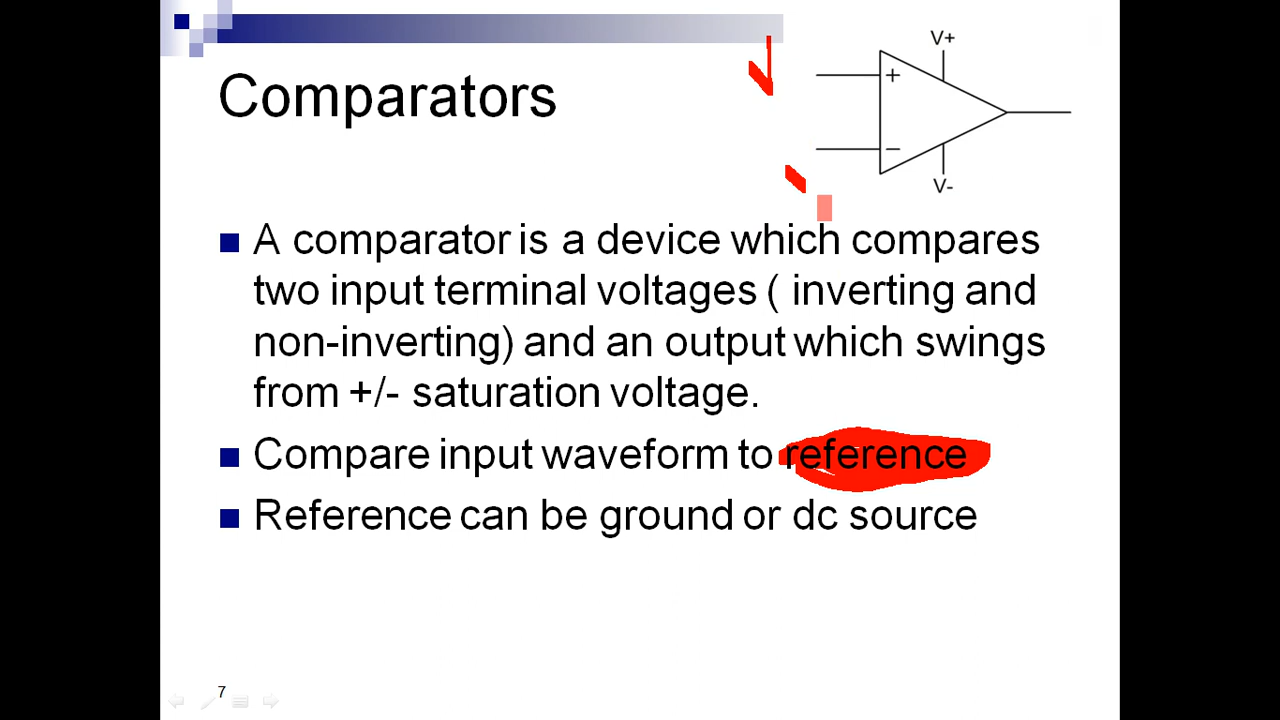 V+
Comparators
+
−
V-
A comparator is a device which compares
two input terminal voltages ( inverting and
non-inverting) and an output which swings
from +/- saturation voltage.
Compare input waveform to reference
Reference can be ground or dc source
7